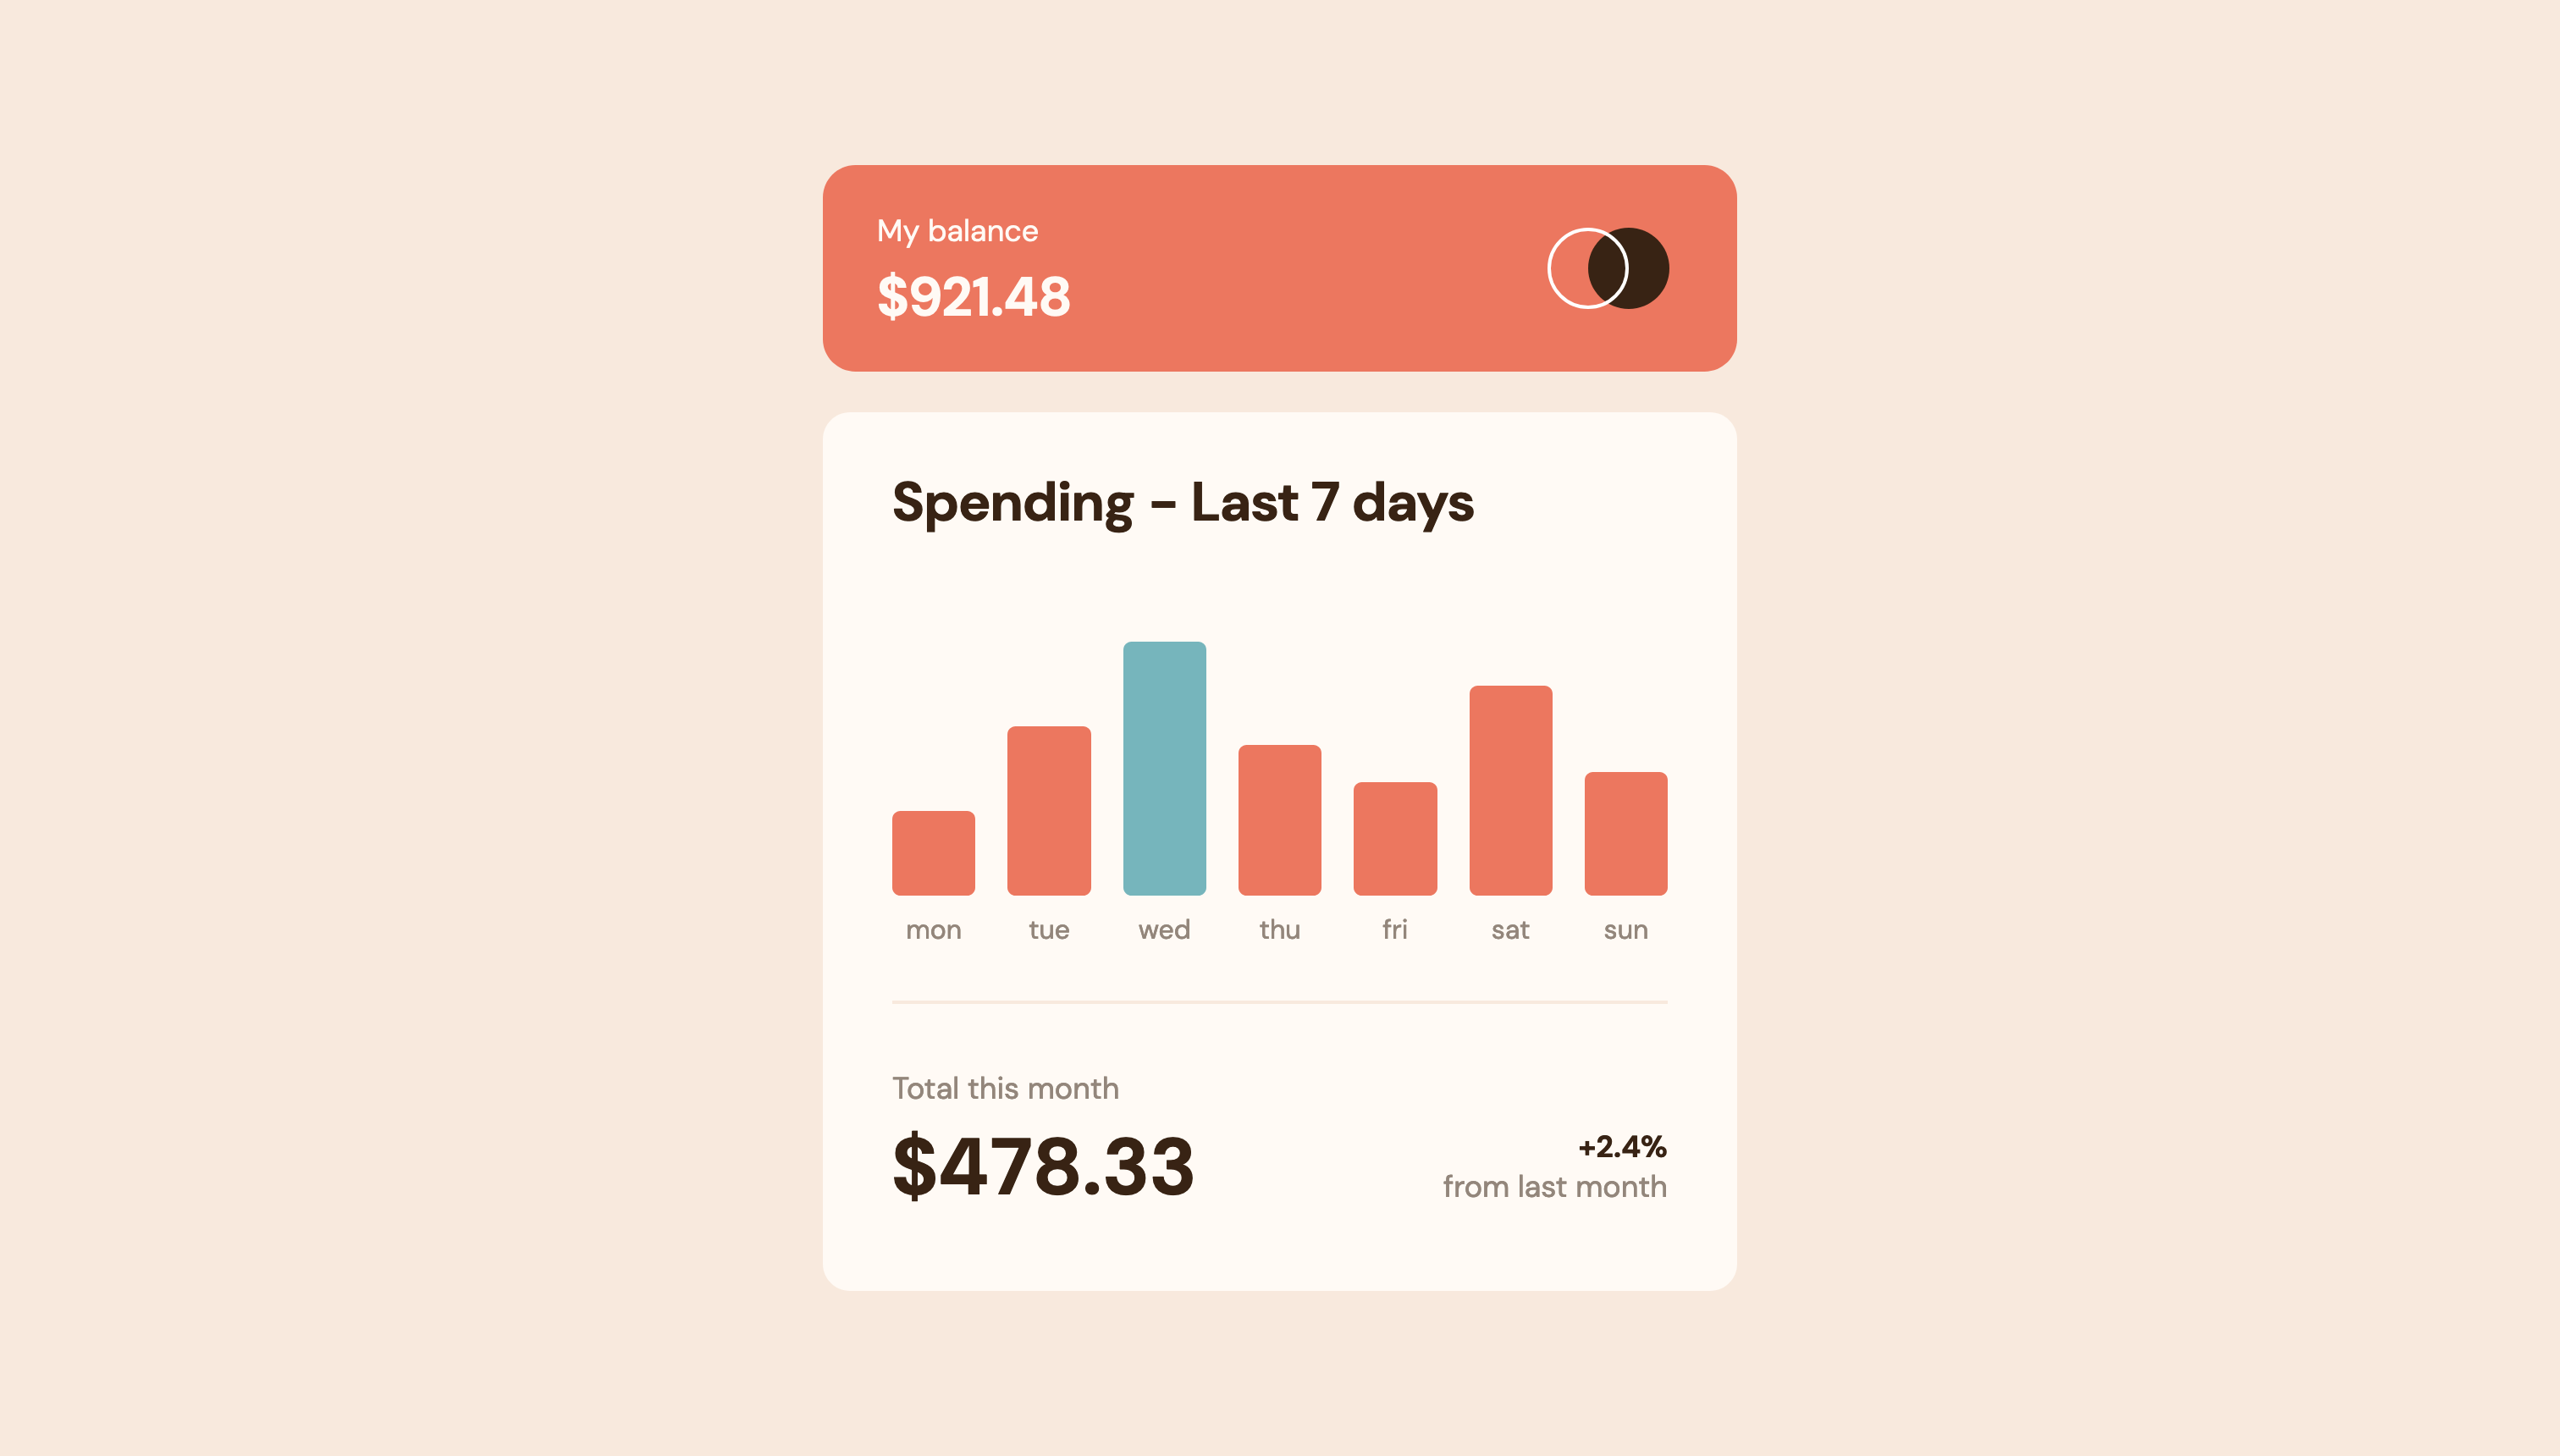 My balance
$921.48
Spending - Last 7 days
mon tue wed thu fri sat sun
Total this month
$478.33
+2.4%
from last month